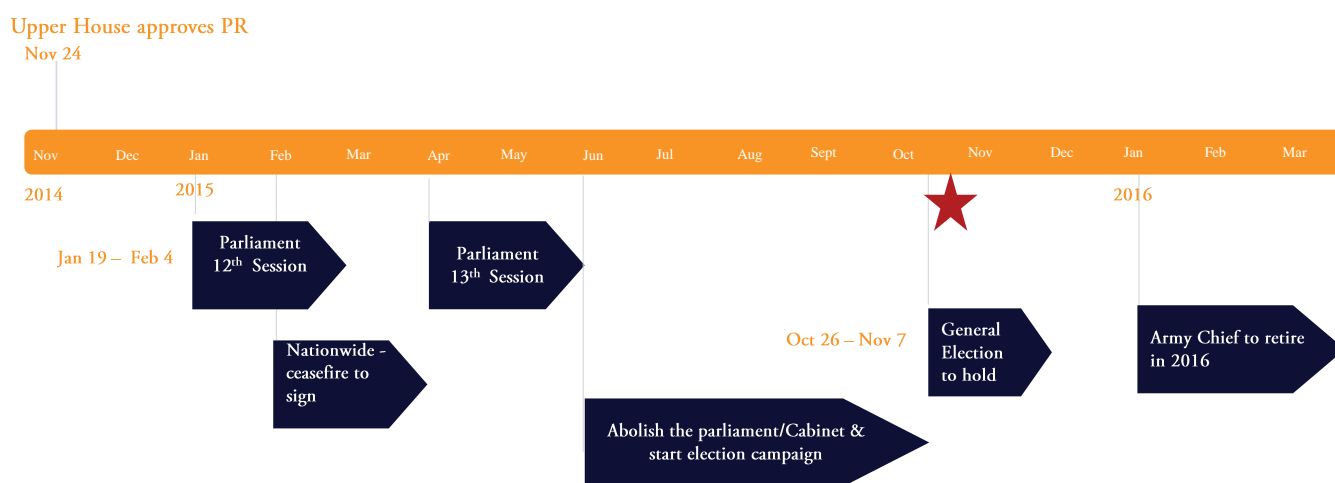 Upper House approves PR
Nov 24
Nov Dec Jan Feb Mar Apr May Jun Jul Aug Sept Oct Nov Dec Jan Feb Mar
2014 2015 2016
Jan 19 – Feb 4
Parliament
12th Session
Parliament
13th Session
Nationwide -
ceasefire to
sign
Oct 26 – Nov 7
General
Election
to hold
Army Chief to retire
in 2016
Abolish the parliament/Cabinet &
start election campaign